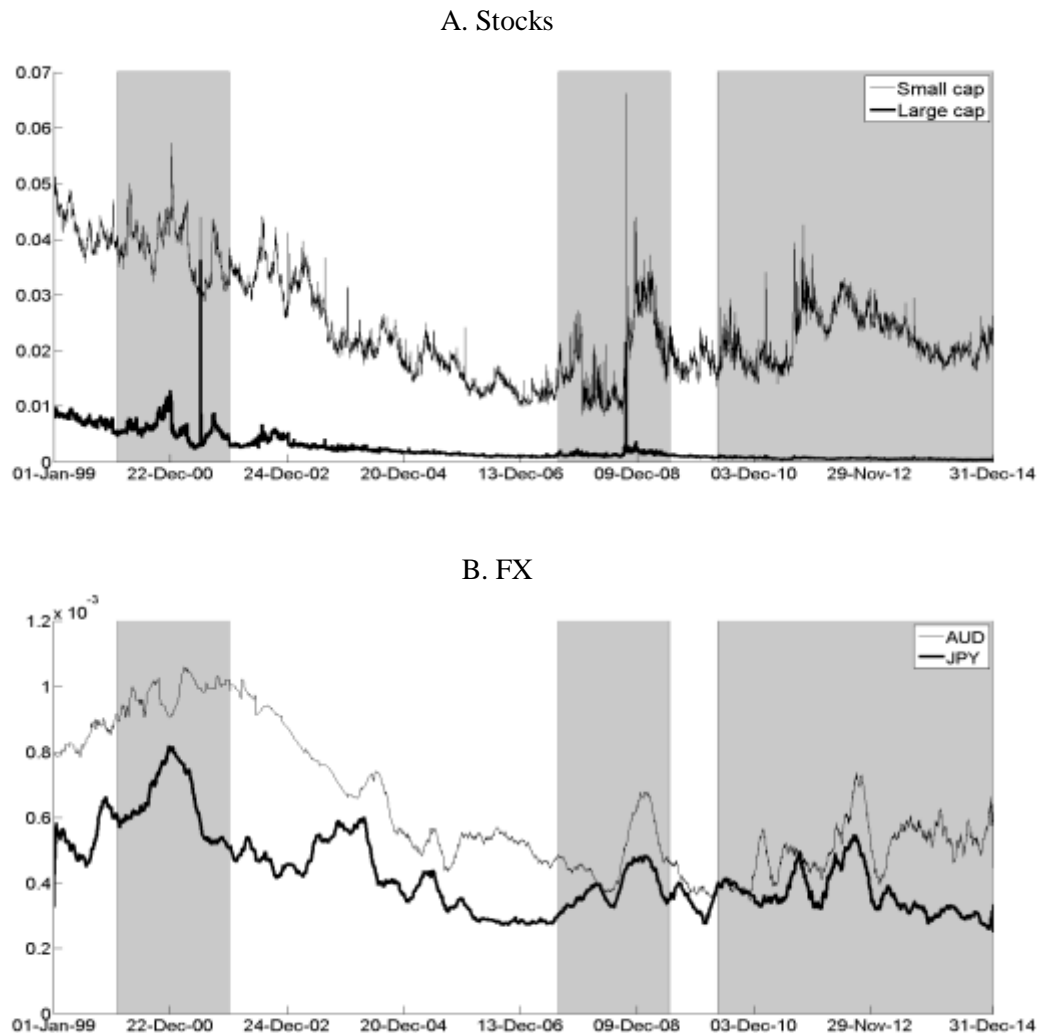 A. Stocks
0.07
Small cap
Large cap
0.06
0.05
0.04
0.03
0.02
0.01
0
01-Jan-99 22-Dec-00 24-Dec-02 20-Dec-04 13-Dec-06 09-Dec-08 03-Dec-10 29-Nov-12 31-Dec-14
B. FX
x 10⁻³
1.2
AUD
JPY
1
0.8
0.6
0.4
0.2
0
01-Jan-99 22-Dec-00 24-Dec-02 20-Dec-04 13-Dec-06 09-Dec-08 03-Dec-10 29-Nov-12 31-Dec-14